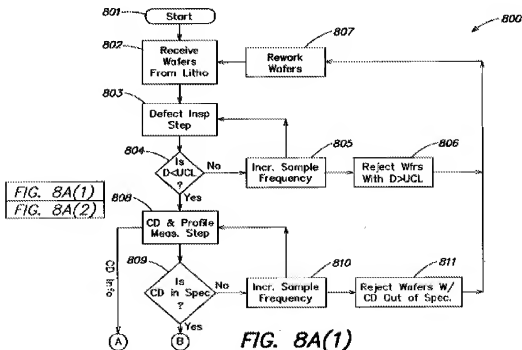 801
Start
800
802
Receive
Wafers
From Litho
807
Rework
Wafers
803
Defect Insp
Step
804
Is
D<UCL
?
No
805
Incr. Sample
Frequency
806
Reject Wfrs
With D>UCL
Yes
FIG. 8A(1)
FIG. 8A(2)
808
CD & Profile
Meas. Step
CD Info
809
Is
CD in Spec
?
No
810
Incr. Sample
Frequency
811
Reject Wafers W/
CD Out of Spec.
Yes
A
B
FIG. 8A(1)